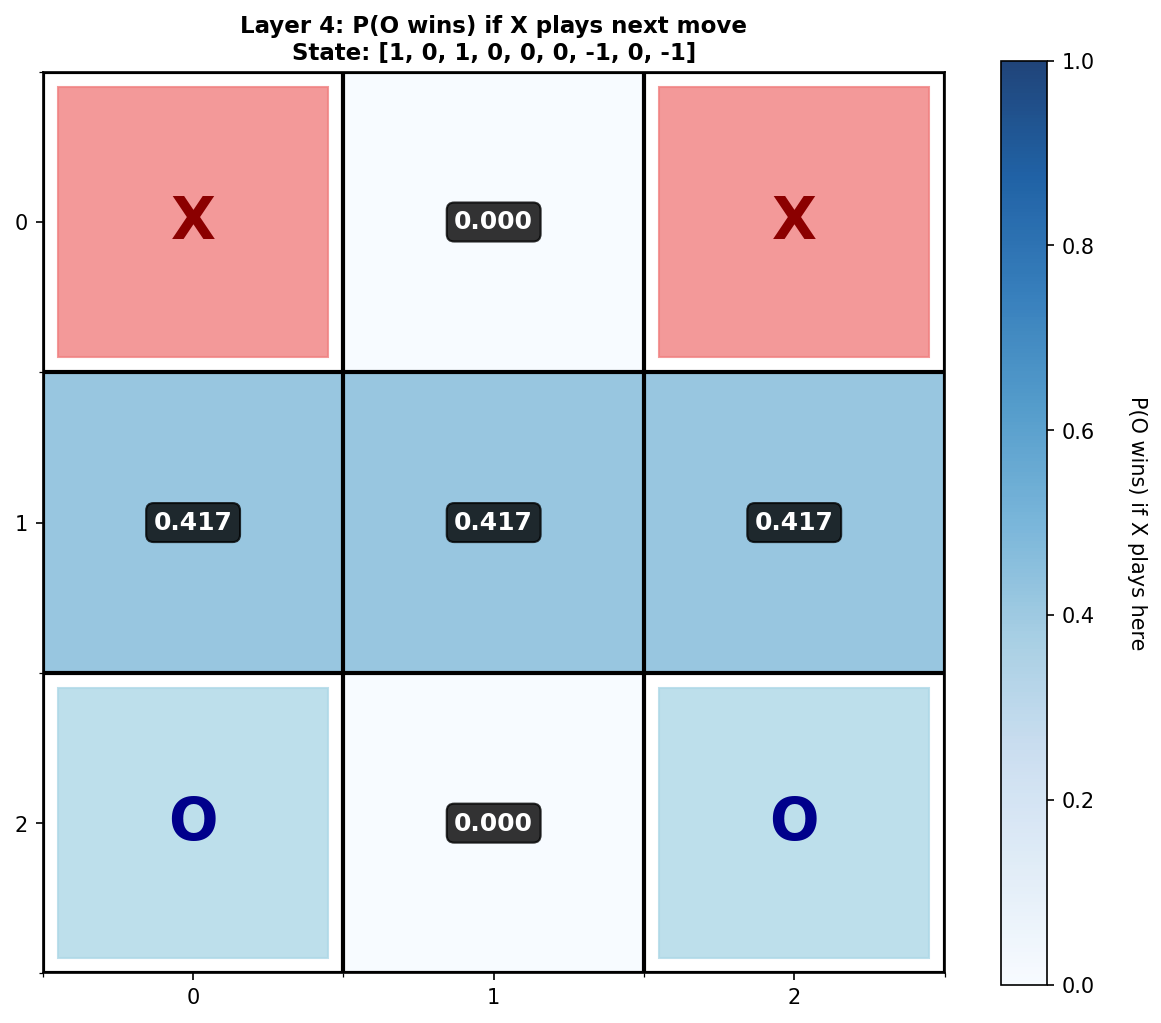 Layer 4: P(O wins) if X plays next move
State: [1, 0, 1, 0, 0, 0, -1, 0, -1]
X
0.000
X
0.417
0.417
0.417
O
0.000
O
0
1
2
0
1
2
1.0
0.8
0.6
0.4
0.2
0.0
P(O wins) if X plays here